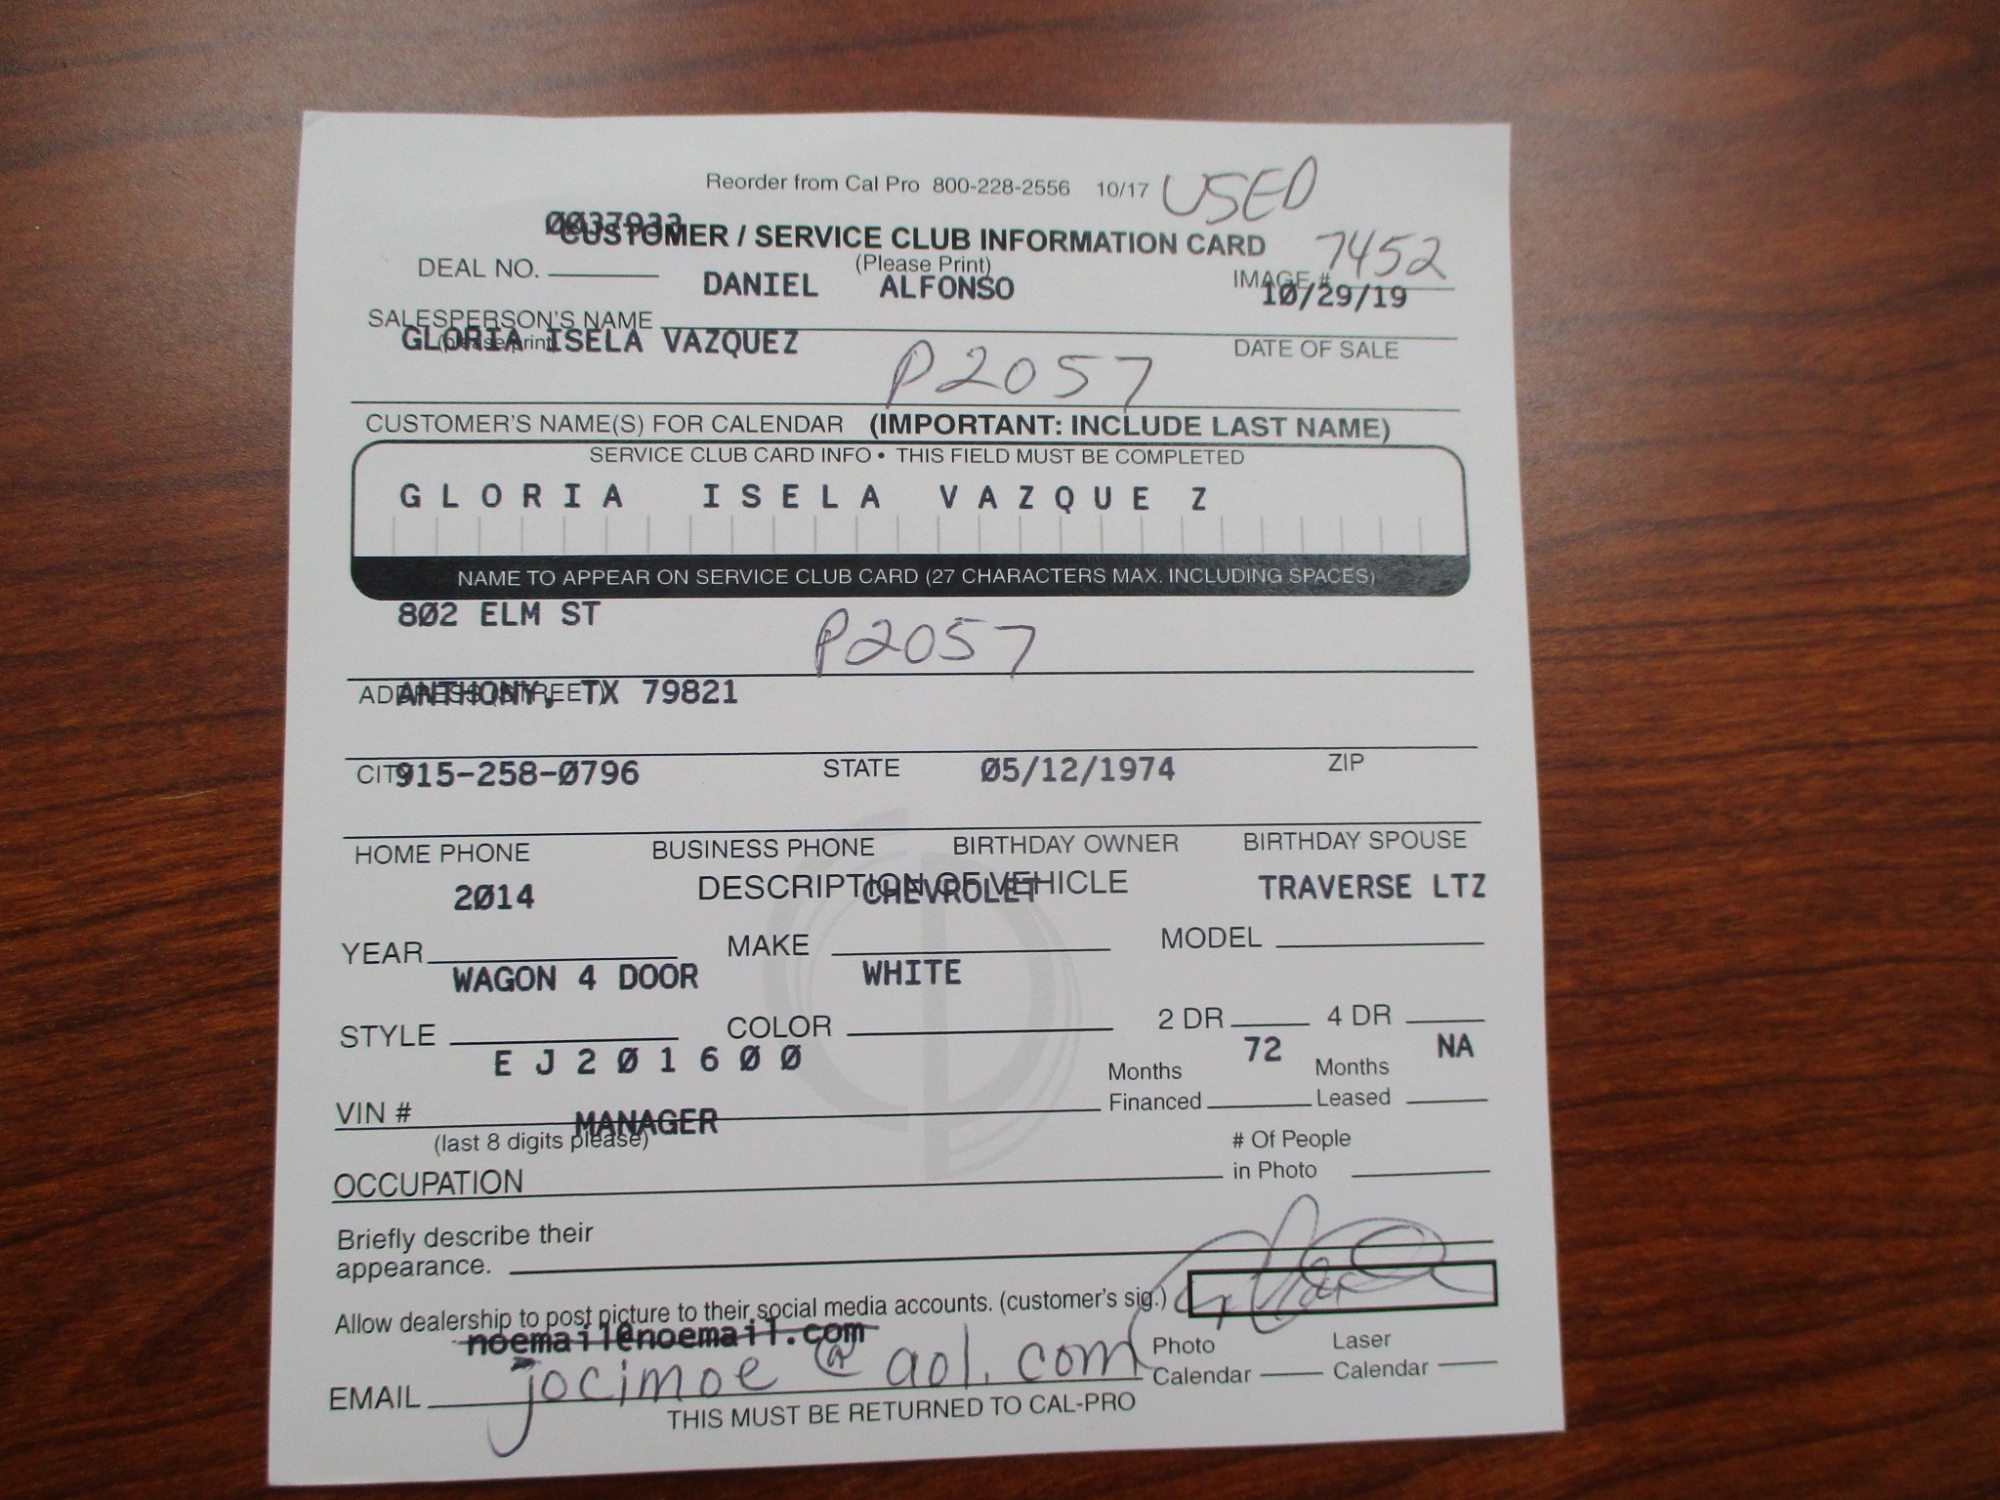 Reorder from Cal Pro 800-228-2556 10/17 USED
0037933
CUSTOMER / SERVICE CLUB INFORMATION CARD
(Please Print)
DEAL NO. IMAGE # 7452
DANIEL ALFONSO 10/29/19
SALESPERSON'S NAME DATE OF SALE
(please print)
GLORIA ISELA VAZQUEZ P2057
CUSTOMER'S NAME(S) FOR CALENDAR (IMPORTANT: INCLUDE LAST NAME)
SERVICE CLUB CARD INFO • THIS FIELD MUST BE COMPLETED
GLORIA ISELA VAZQUEZ
NAME TO APPEAR ON SERVICE CLUB CARD (27 CHARACTERS MAX. INCLUDING SPACES)
802 ELM ST P2057
ADDRESS (STREET)
ANTHONY, TX 79821
CITY STATE ZIP
915-258-0796 05/12/1974
HOME PHONE BUSINESS PHONE BIRTHDAY OWNER BIRTHDAY SPOUSE
DESCRIPTION OF VEHICLE
2014 CHEVROLET TRAVERSE LTZ
YEAR MAKE MODEL
WAGON 4 DOOR WHITE
STYLE COLOR 2 DR 4 DR
EJ201600 72 NA
VIN # Months Financed Months Leased
(last 8 digits please)
MANAGER
OCCUPATION # Of People in Photo
Briefly describe their
appearance.
Allow dealership to post picture to their social media accounts. (customer's sig.)
noemail@noemail.com
EMAIL jocimoe@aol.com Photo Calendar Laser Calendar
THIS MUST BE RETURNED TO CAL-PRO